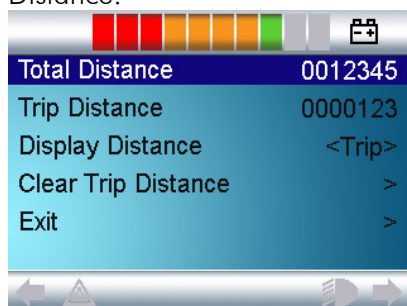 Distance.
Total Distance 0012345
Trip Distance 0000123
Display Distance <Trip>
Clear Trip Distance >
Exit >